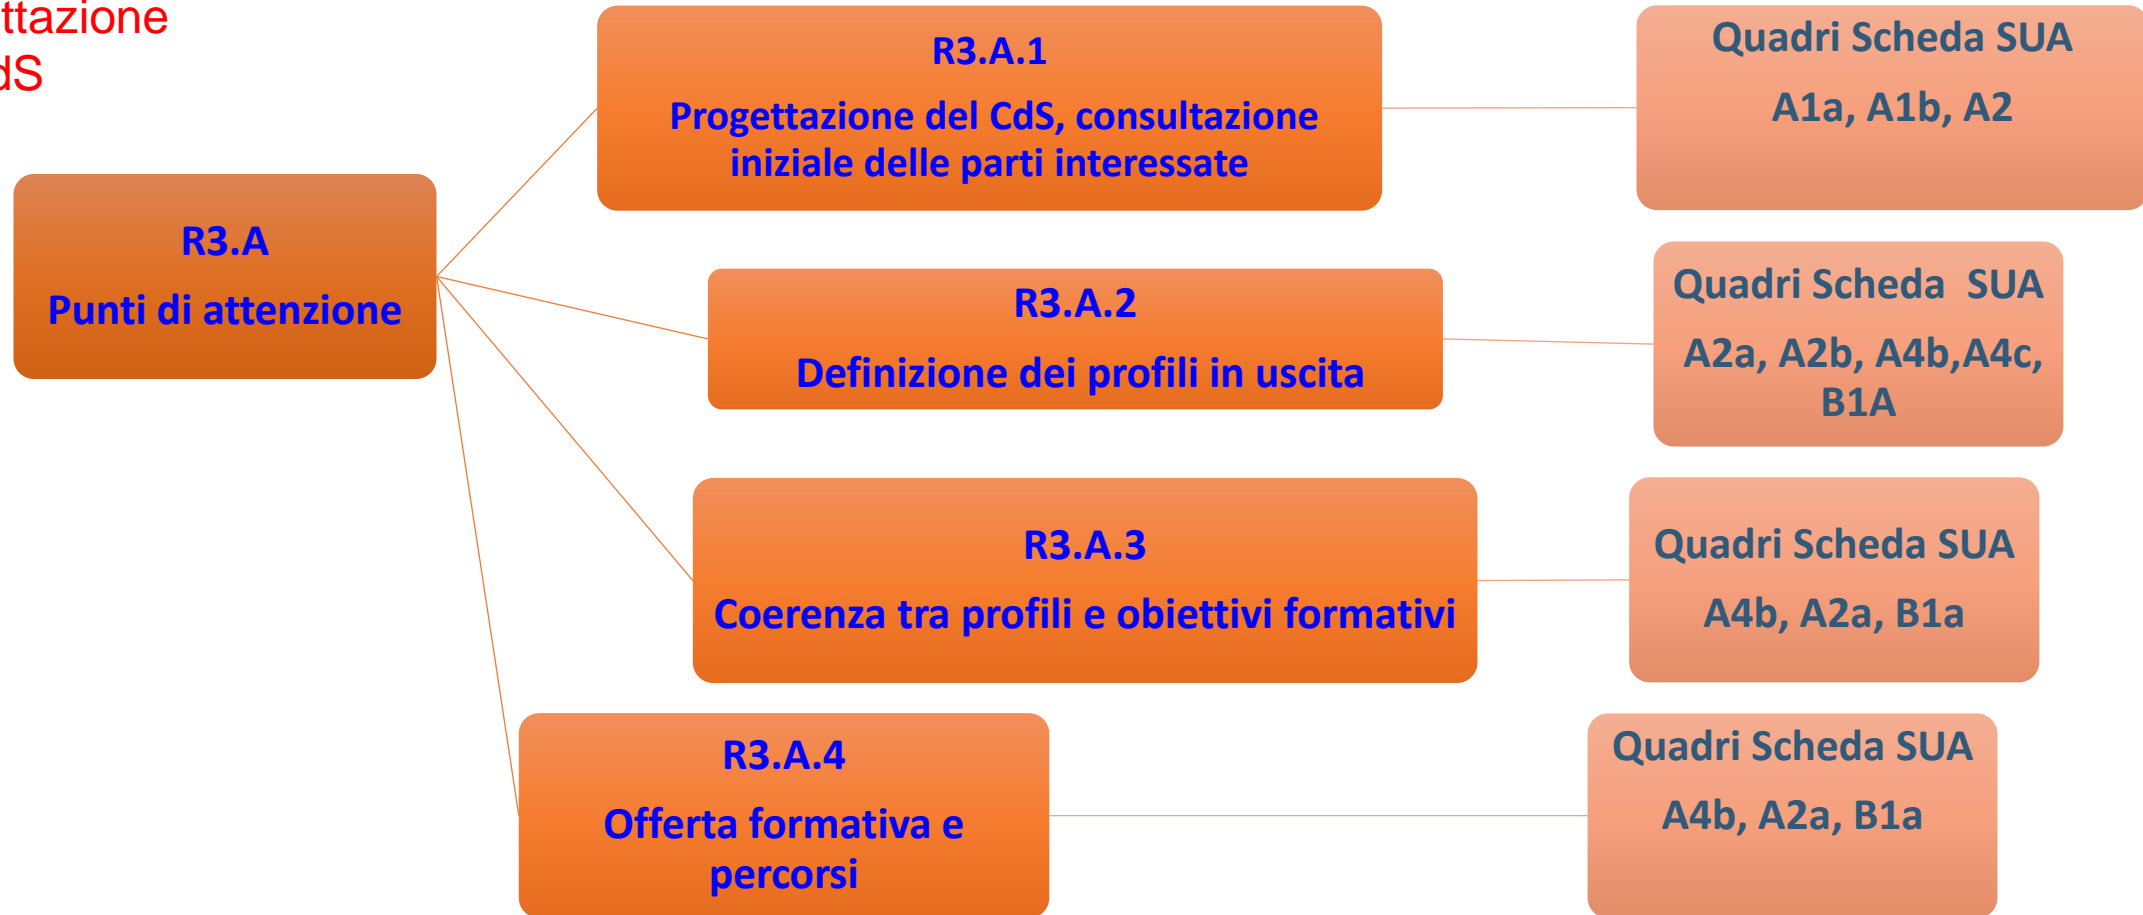 ttazione
dS
R3.A
Punti di attenzione
R3.A.1
Progettazione del CdS, consultazione
iniziale delle parti interessate
Quadri Scheda SUA
A1a, A1b, A2
R3.A.2
Definizione dei profili in uscita
Quadri Scheda  SUA
A2a, A2b, A4b,A4c,
B1A
R3.A.3
Coerenza tra profili e obiettivi formativi
Quadri Scheda SUA
A4b, A2a, B1a
R3.A.4
Offerta formativa e
percorsi
Quadri Scheda SUA
A4b, A2a, B1a